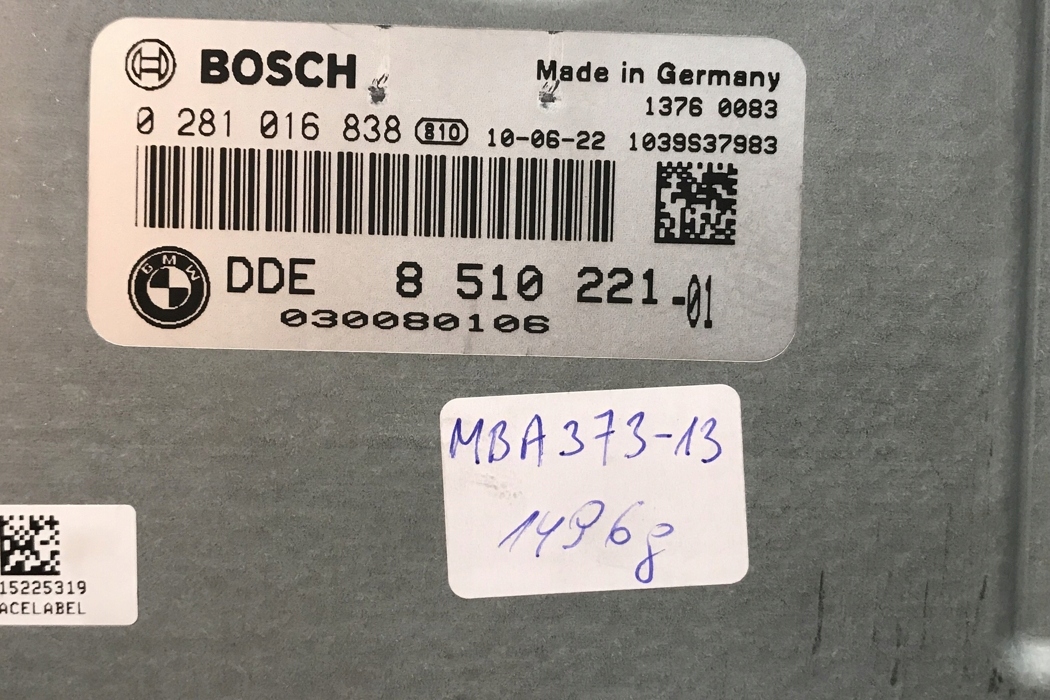 BOSCH
Made in Germany
1376 0083
0 281 016 838 810 10-06-22 1039S37983
BMW
DDE 8 510 221-01
030080106
MBA373-13
1496g
15225319
ACELABEL